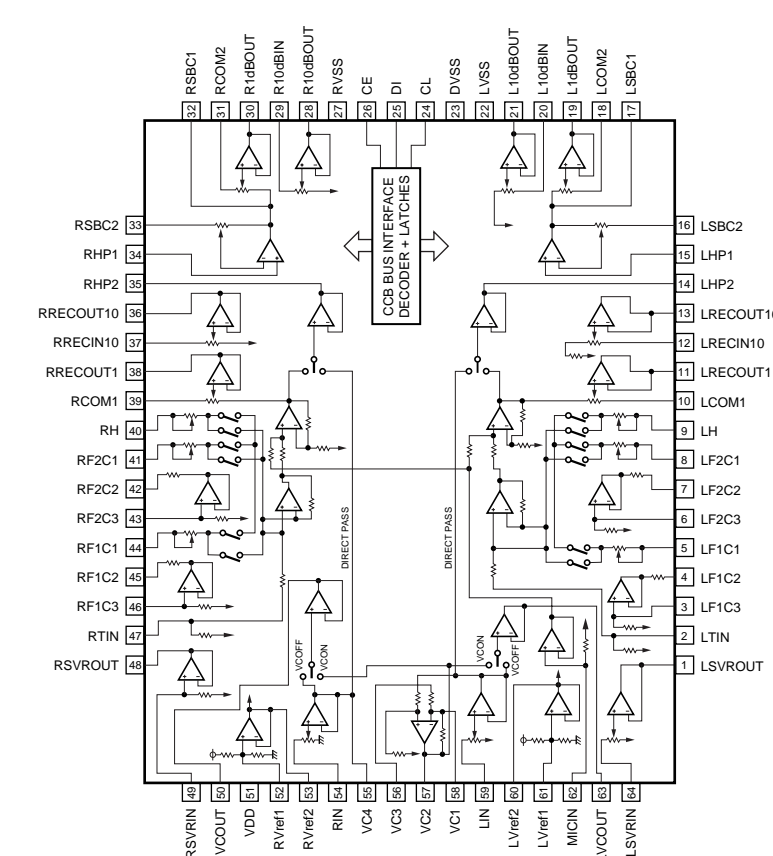 RSBC1
RCOM2
R1dBOUT
R10dBIN
R10dBOUT
RVSS
CE
DI
CL
DVSS
LVSS
L10dBOUT
L10dBIN
L1dBOUT
LCOM2
LSBC1
32
31
30
29
28
27
26
25
24
23
22
21
20
19
18
17
CCB BUS INTERFACE
DECODER + LATCHES
RSBC2 33
RHP1 34
RHP2 35
RRECOUT10 36
RRECIN10 37
RRECOUT1 38
RCOM1 39
RH 40
RF2C1 41
RF2C2 42
RF2C3 43
RF1C1 44
RF1C2 45
RF1C3 46
RTIN 47
RSVROUT 48
16 LSBC2
15 LHP1
14 LHP2
13 LRECOUT10
12 LRECIN10
11 LRECOUT1
10 LCOM1
9 LH
8 LF2C1
7 LF2C2
6 LF2C3
5 LF1C1
4 LF1C2
3 LF1C3
2 LTIN
1 LSVROUT
DIRECT PASS
DIRECT PASS
VCOFF
VCON
VCON
VCOFF
49
50
51
52
53
54
55
56
57
58
59
60
61
62
63
64
RSVRIN
VCOUT
VDD
RVref1
RVref2
RIN
VC4
VC3
VC2
VC1
LIN
LVref2
LVref1
MICIN
VCOUT
LSVRIN